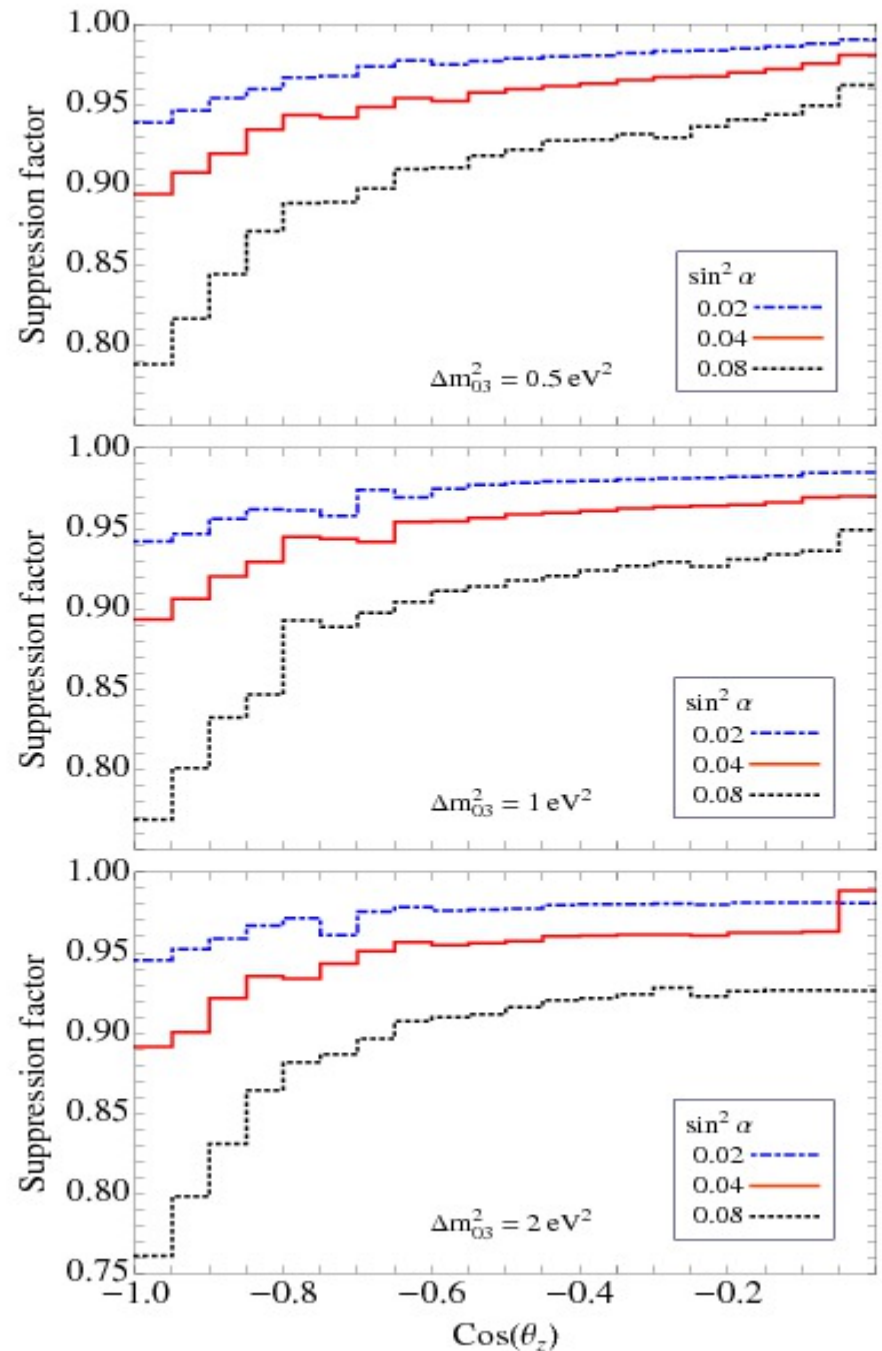 1.00
0.95
0.90
0.85
0.80
Suppression factor
sin² α
0.02
0.04
0.08
Δm²₀₃ = 0.5 eV²
1.00
0.95
0.90
0.85
0.80
Suppression factor
sin² α
0.02
0.04
0.08
Δm²₀₃ = 1 eV²
1.00
0.95
0.90
0.85
0.80
0.75
Suppression factor
sin² α
0.02
0.04
0.08
Δm²₀₃ = 2 eV²
−1.0 −0.8 −0.6 −0.4 −0.2
Cos(θ_z)